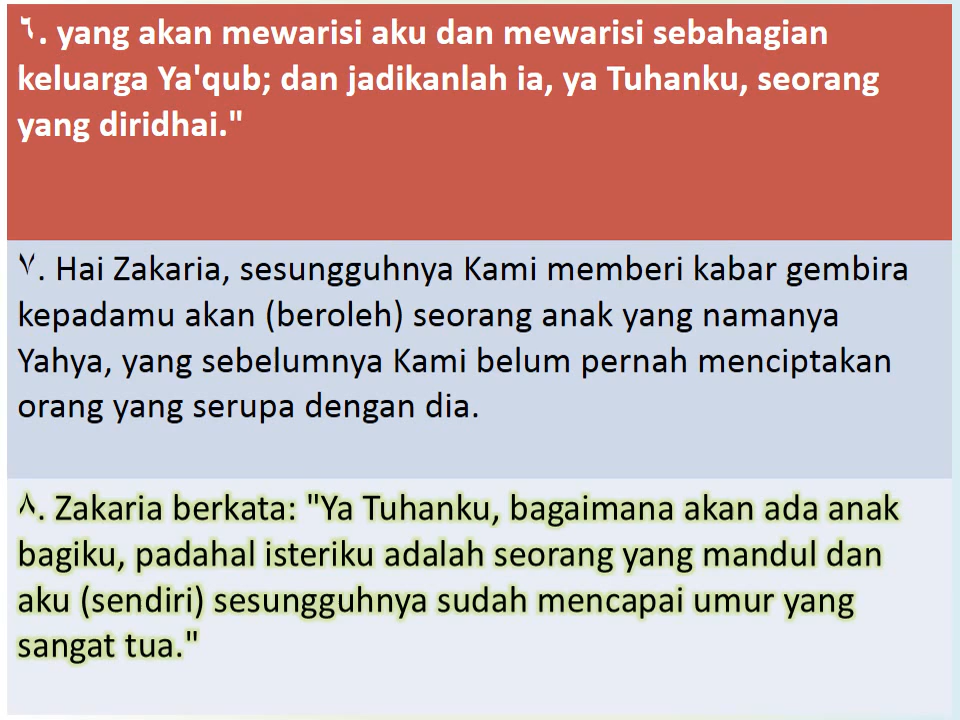 ٦. yang akan mewarisi aku dan mewarisi sebahagian
keluarga Ya'qub; dan jadikanlah ia, ya Tuhanku, seorang
yang diridhai."
٧. Hai Zakaria, sesungguhnya Kami memberi kabar gembira
kepadamu akan (beroleh) seorang anak yang namanya
Yahya, yang sebelumnya Kami belum pernah menciptakan
orang yang serupa dengan dia.
٨. Zakaria berkata: "Ya Tuhanku, bagaimana akan ada anak
bagiku, padahal isteriku adalah seorang yang mandul dan
aku (sendiri) sesungguhnya sudah mencapai umur yang
sangat tua."